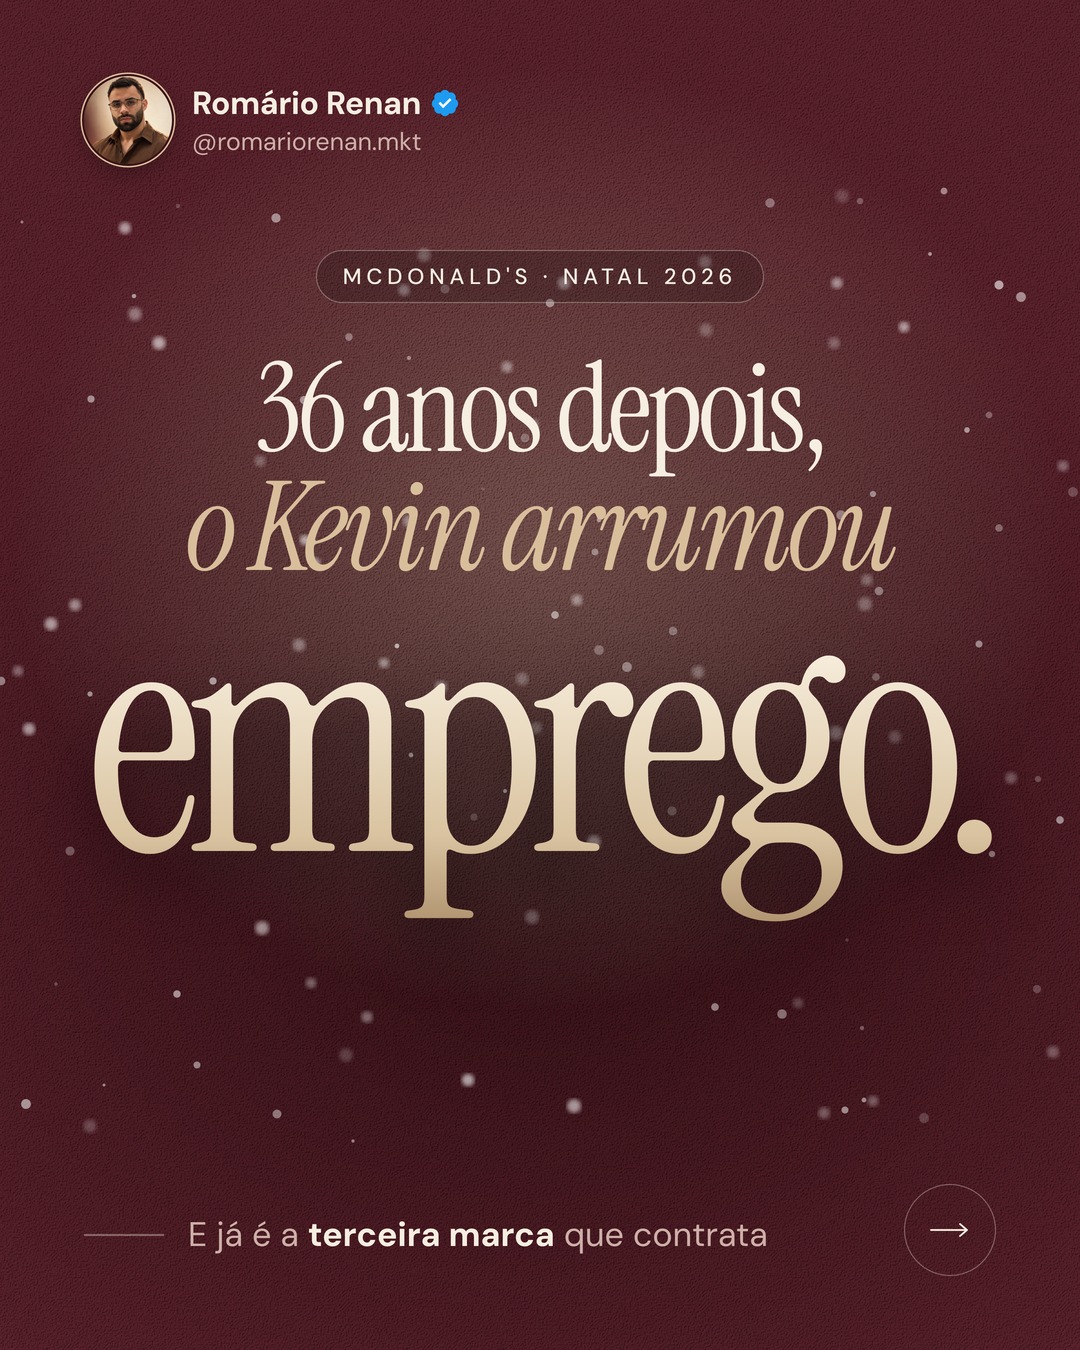 Romário Renan
@romariorenan.mkt
MCDONALD'S · NATAL 2026
36 anos depois,
o Kevin arrumou
emprego.
E já é a terceira marca que contrata